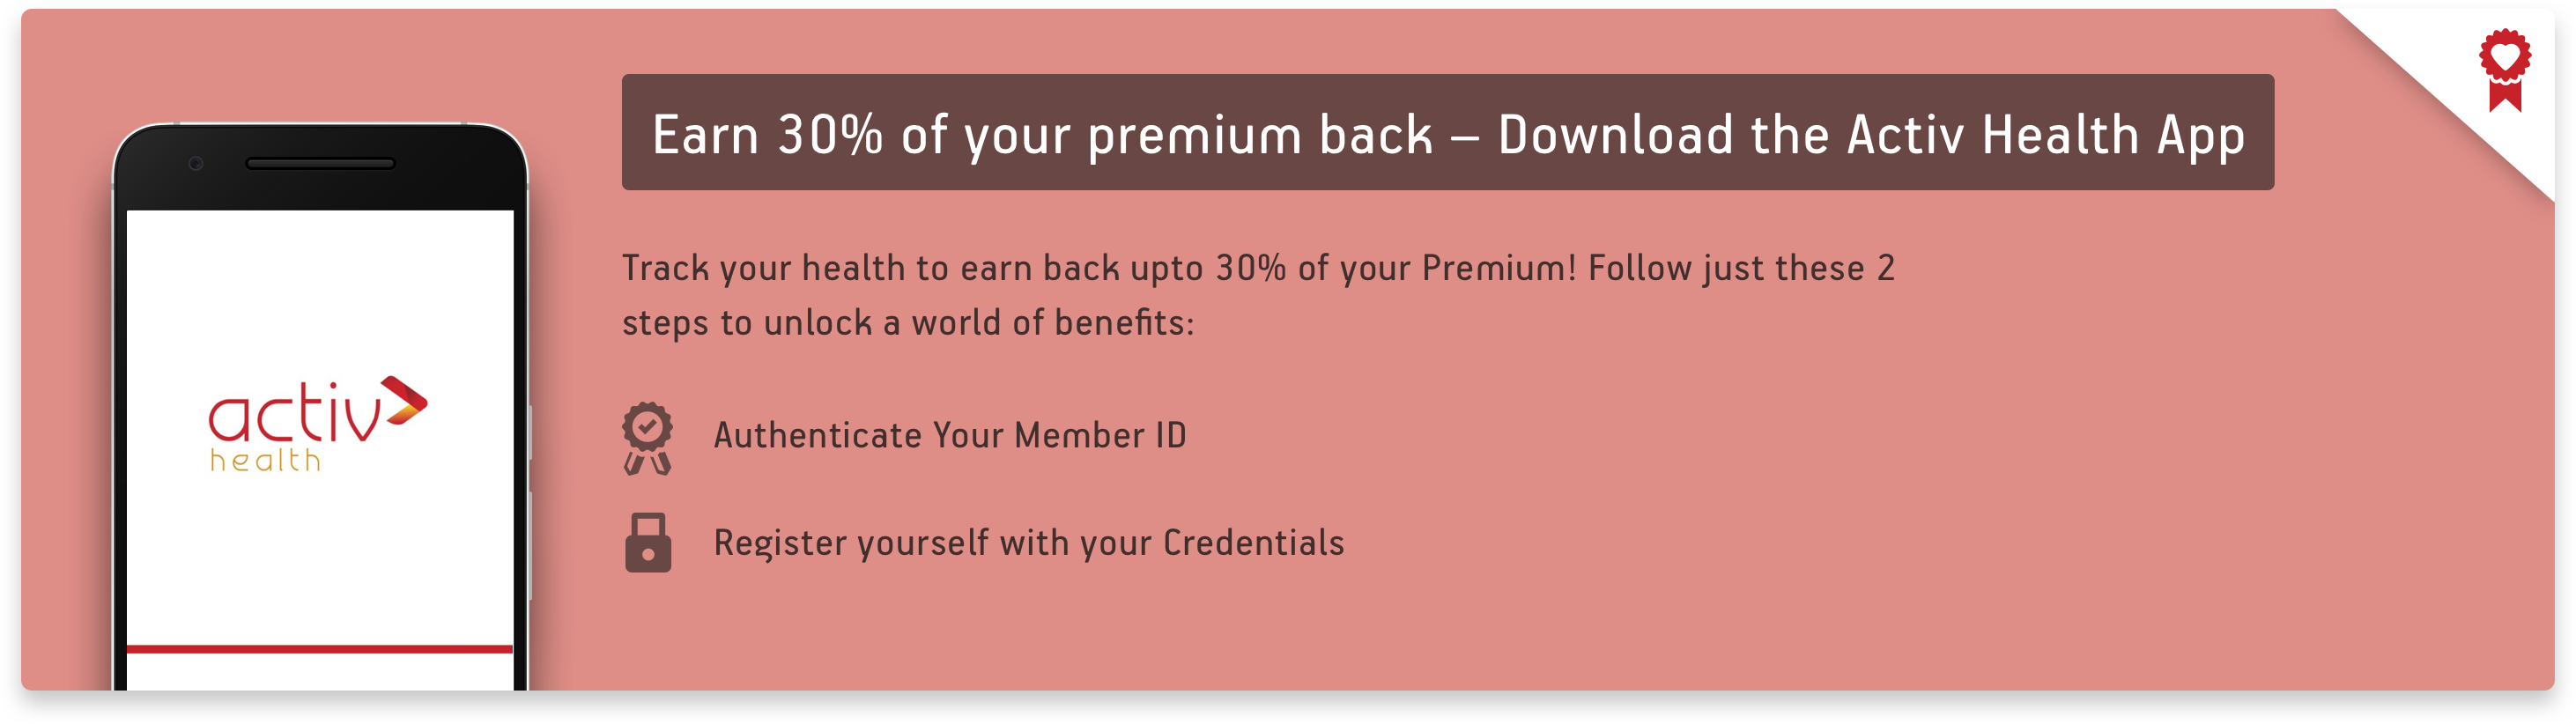 Earn 30% of your premium back – Download the Activ Health App
Track your health to earn back upto 30% of your Premium! Follow just these 2
steps to unlock a world of benefits:
Authenticate Your Member ID
Register yourself with your Credentials
activ
health